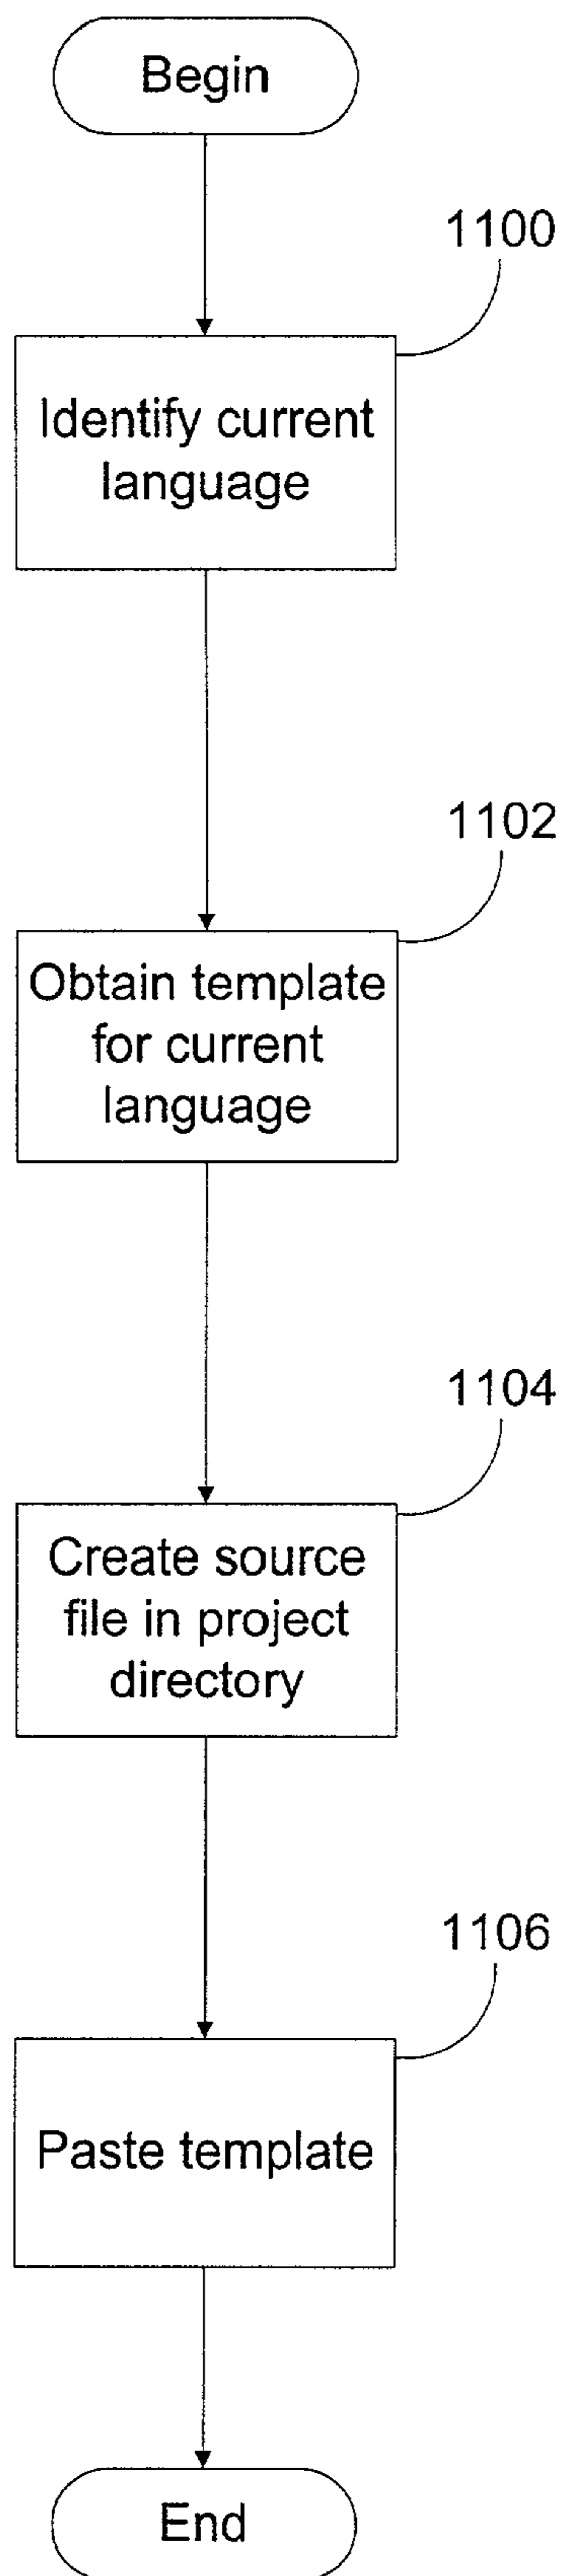 Begin
1100
Identify current
language
1102
Obtain template
for current
language
1104
Create source
file in project
directory
1106
Paste template
End